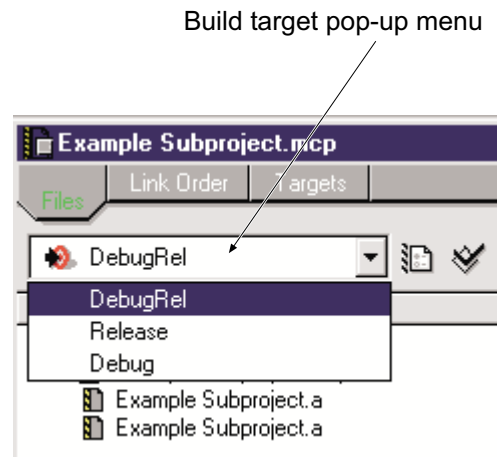 Build target pop-up menu
Example Subproject.mcp
Files
Link Order
Targets
DebugRel
DebugRel
Release
Debug
Example Subproject.a
Example Subproject.a